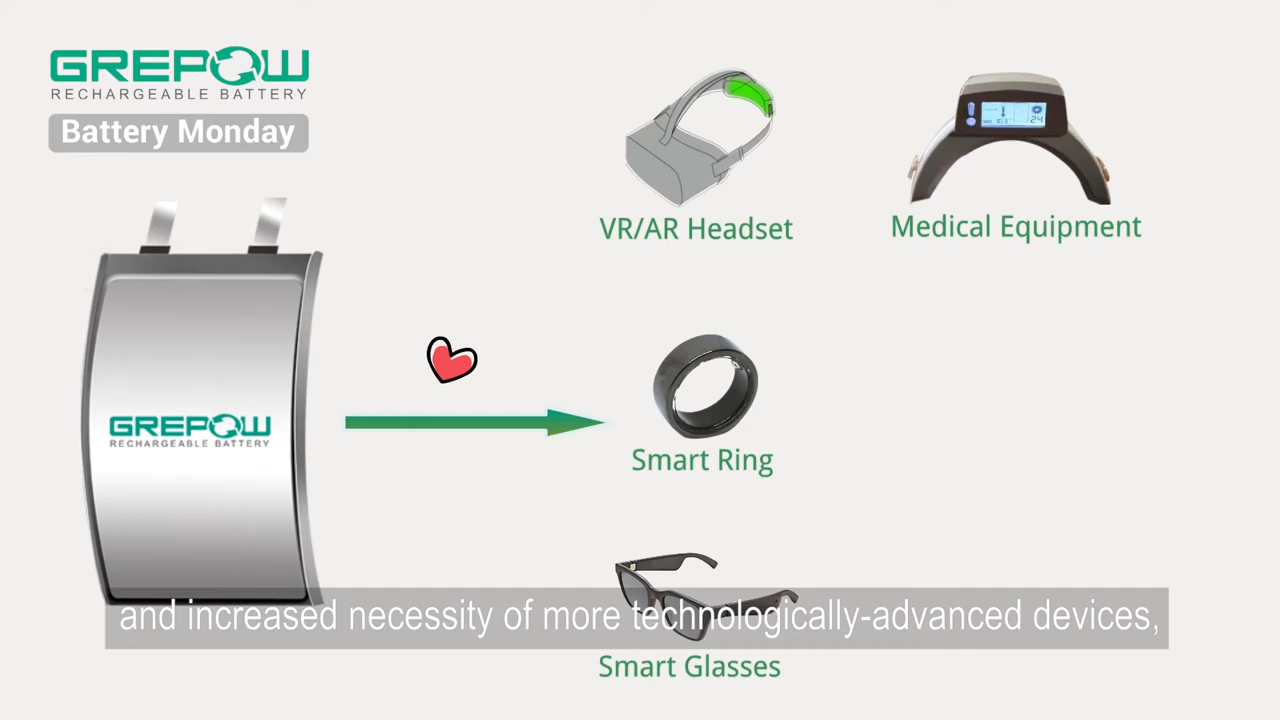 GREPOW
RECHARGEABLE BATTERY
Battery Monday
VR/AR Headset
Medical Equipment
GREPOW
RECHARGEABLE BATTERY
Smart Ring
and increased necessity of more technologically-advanced devices,
Smart Glasses